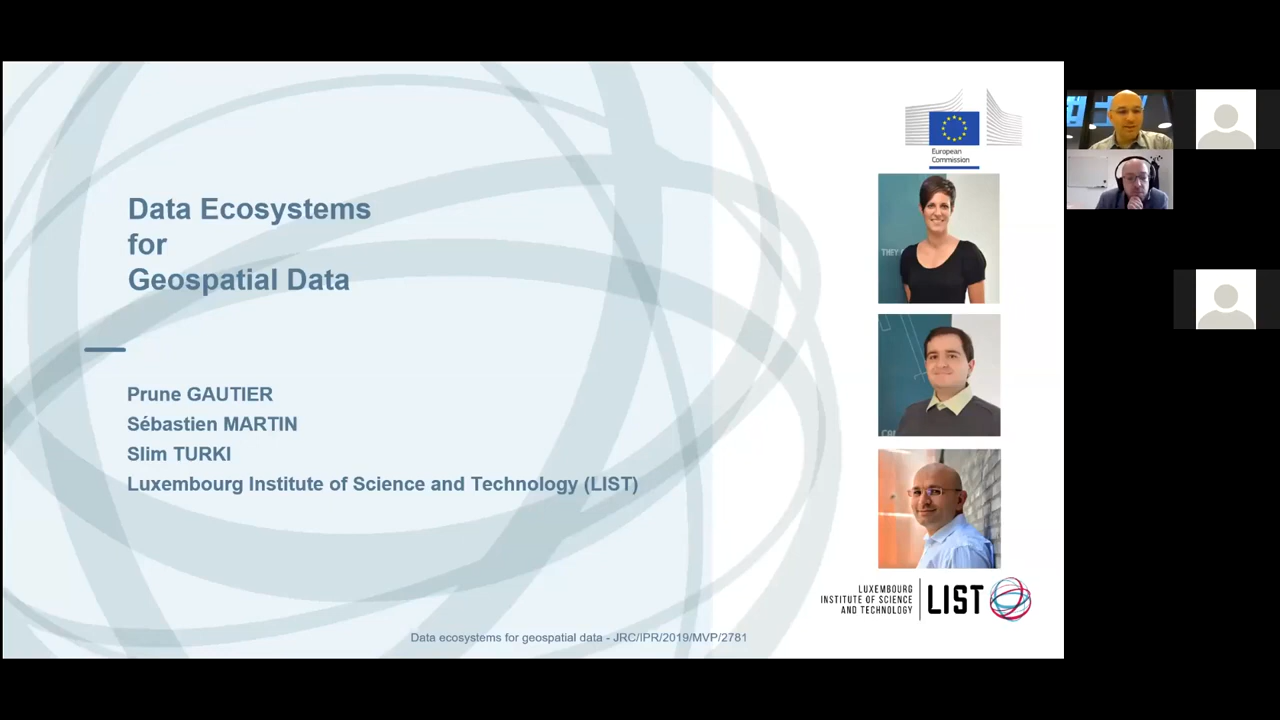 European
Commission
Data Ecosystems
for
Geospatial Data
Prune GAUTIER
Sébastien MARTIN
Slim TURKI
Luxembourg Institute of Science and Technology (LIST)
THEY
LUXEMBOURG
INSTITUTE OF SCIENCE
AND TECHNOLOGY
LIST
Data ecosystems for geospatial data - JRC/IPR/2019/MVP/2781